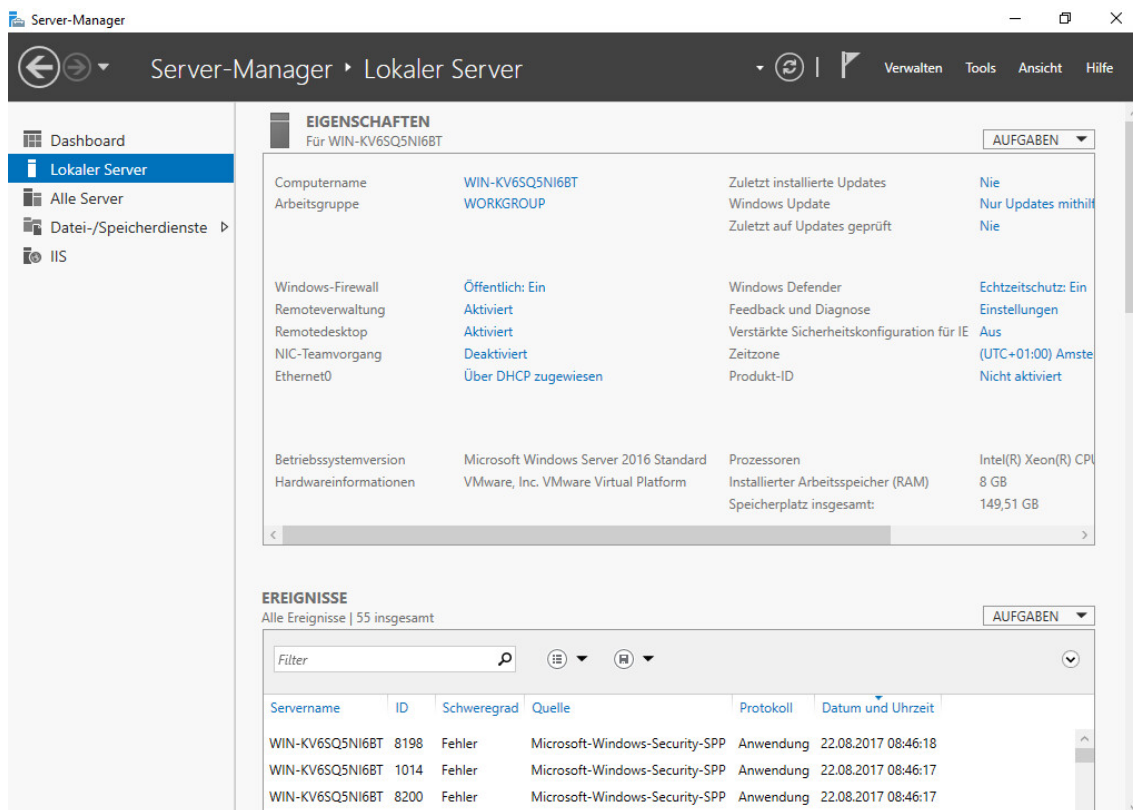 Server-Manager
Server-Manager ‣ Lokaler Server
Verwalten Tools Ansicht Hilfe
Dashboard
Lokaler Server
Alle Server
Datei-/Speicherdienste
IIS
EIGENSCHAFTEN
Für WIN-KV6SQ5NI6BT
AUFGABEN
Computername WIN-KV6SQ5NI6BT Zuletzt installierte Updates Nie
Arbeitsgruppe WORKGROUP Windows Update Nur Updates mithilf
Zuletzt auf Updates geprüft Nie
Windows-Firewall Öffentlich: Ein Windows Defender Echtzeitschutz: Ein
Remoteverwaltung Aktiviert Feedback und Diagnose Einstellungen
Remotedesktop Aktiviert Verstärkte Sicherheitskonfiguration für IE Aus
NIC-Teamvorgang Deaktiviert Zeitzone (UTC+01:00) Amste
Ethernet0 Über DHCP zugewiesen Produkt-ID Nicht aktiviert
Betriebssystemversion Microsoft Windows Server 2016 Standard Prozessoren Intel(R) Xeon(R) CPU
Hardwareinformationen VMware, Inc. VMware Virtual Platform Installierter Arbeitsspeicher (RAM) 8 GB
Speicherplatz insgesamt: 149,51 GB
EREIGNISSE
Alle Ereignisse | 55 insgesamt
AUFGABEN
Filter
Servername ID Schweregrad Quelle Protokoll Datum und Uhrzeit
WIN-KV6SQ5NI6BT 8198 Fehler Microsoft-Windows-Security-SPP Anwendung 22.08.2017 08:46:18
WIN-KV6SQ5NI6BT 1014 Fehler Microsoft-Windows-Security-SPP Anwendung 22.08.2017 08:46:17
WIN-KV6SQ5NI6BT 8200 Fehler Microsoft-Windows-Security-SPP Anwendung 22.08.2017 08:46:17